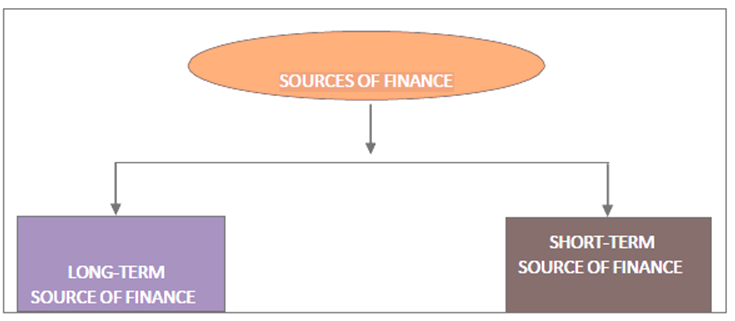 SOURCES OF FINANCE
LONG-TERM
SOURCE OF FINANCE
SHORT-TERM
SOURCE OF FINANCE